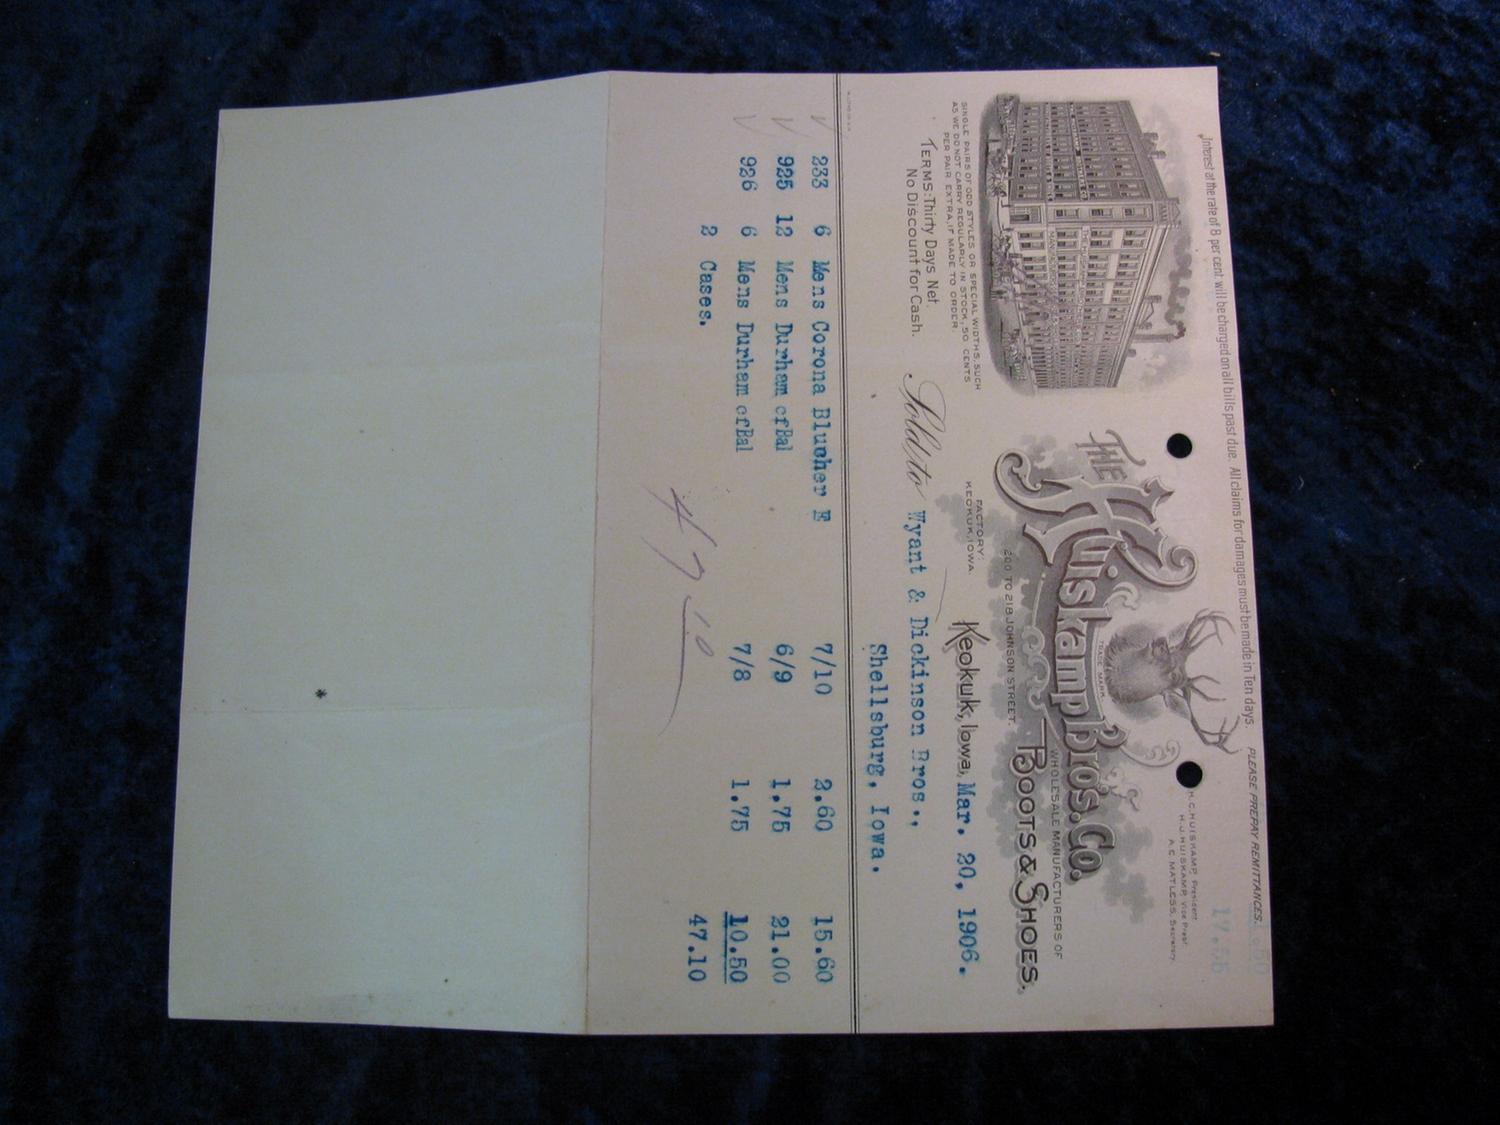 Interest at the rate of 8 per cent. will be charged on all bills past due. All claims for damages must be made in Ten days. PLEASE PREPAY REMITTANCES.
17.55
H.C. HUISKAMP, President.
H.J. HUISKAMP, Vice Prest.
A.C. MATLESS, Secretary.
THE Huiskamp Bros. Co.
TRADE MARK
WHOLESALE MANUFACTURERS OF
BOOTS & SHOES.
200 TO 218 JOHNSON STREET.
FACTORY:
KEOKUK, IOWA
SINGLE PAIRS OF ODD STYLES OR SPECIAL WIDTHS, SUCH
AS WE DO NOT CARRY REGULARLY IN STOCK, 50 CENTS
PER PAIR EXTRA, IF MADE TO ORDER.
Keokuk, Iowa, Mar. 20, 1906.
TERMS: Thirty Days Net.
No Discount for Cash.
Sold to Wyant & Dickinson Bros.,
Shellsburg, Iowa.
233 6 Mens Corona Blucher E 7/10 2.60 15.60
925 12 Mens Durham cfBal 6/9 1.75 21.00
926 6 Mens Durham cfBal 7/8 1.75 10.50
2 Cases. 47.10
47.10